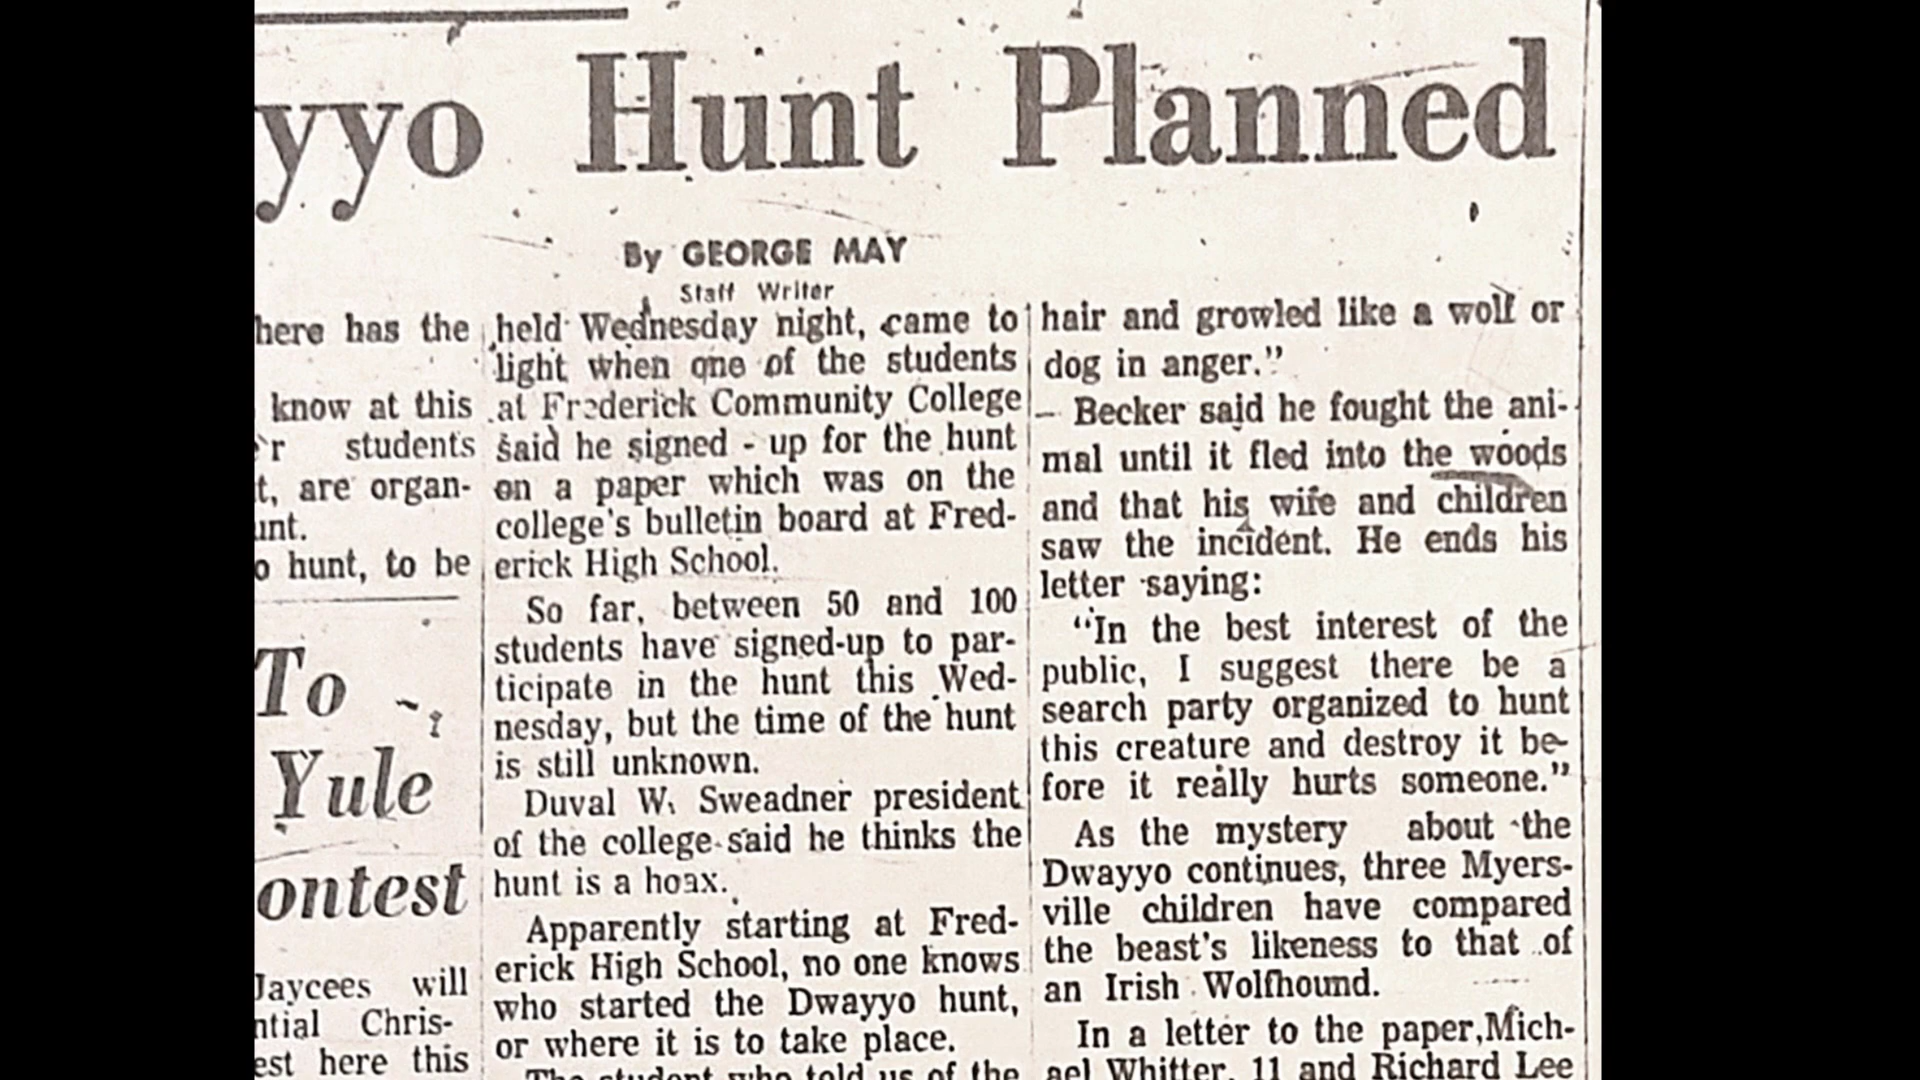 yyo Hunt Planned
By GEORGE MAY
Staff Writer
here has the
know at this
'r students
t, are organ-
unt.
o hunt, to be
To
Yule
ontest
Jaycees will
ntial Chris-
est here this
held Wednesday night, came to
light when one of the students
at Frederick Community College
said he signed - up for the hunt
on a paper which was on the
college's bulletin board at Fred-
erick High School.
So far, between 50 and 100
students have signed-up to par-
ticipate in the hunt this Wed-
nesday, but the time of the hunt
is still unknown.
Duval W. Sweadner president
of the college said he thinks the
hunt is a hoax.
Apparently starting at Fred-
erick High School, no one knows
who started the Dwayyo hunt,
or where it is to take place.
The student who told us of the
hair and growled like a wolf or
dog in anger."
Becker said he fought the ani-
mal until it fled into the woods
and that his wife and children
saw the incident. He ends his
letter saying:
"In the best interest of the
public, I suggest there be a
search party organized to hunt
this creature and destroy it be-
fore it really hurts someone."
As the mystery about the
Dwayyo continues, three Myers-
ville children have compared
the beast's likeness to that of
an Irish Wolfhound.
In a letter to the paper,Mich-
ael Whitter, 11 and Richard Lee